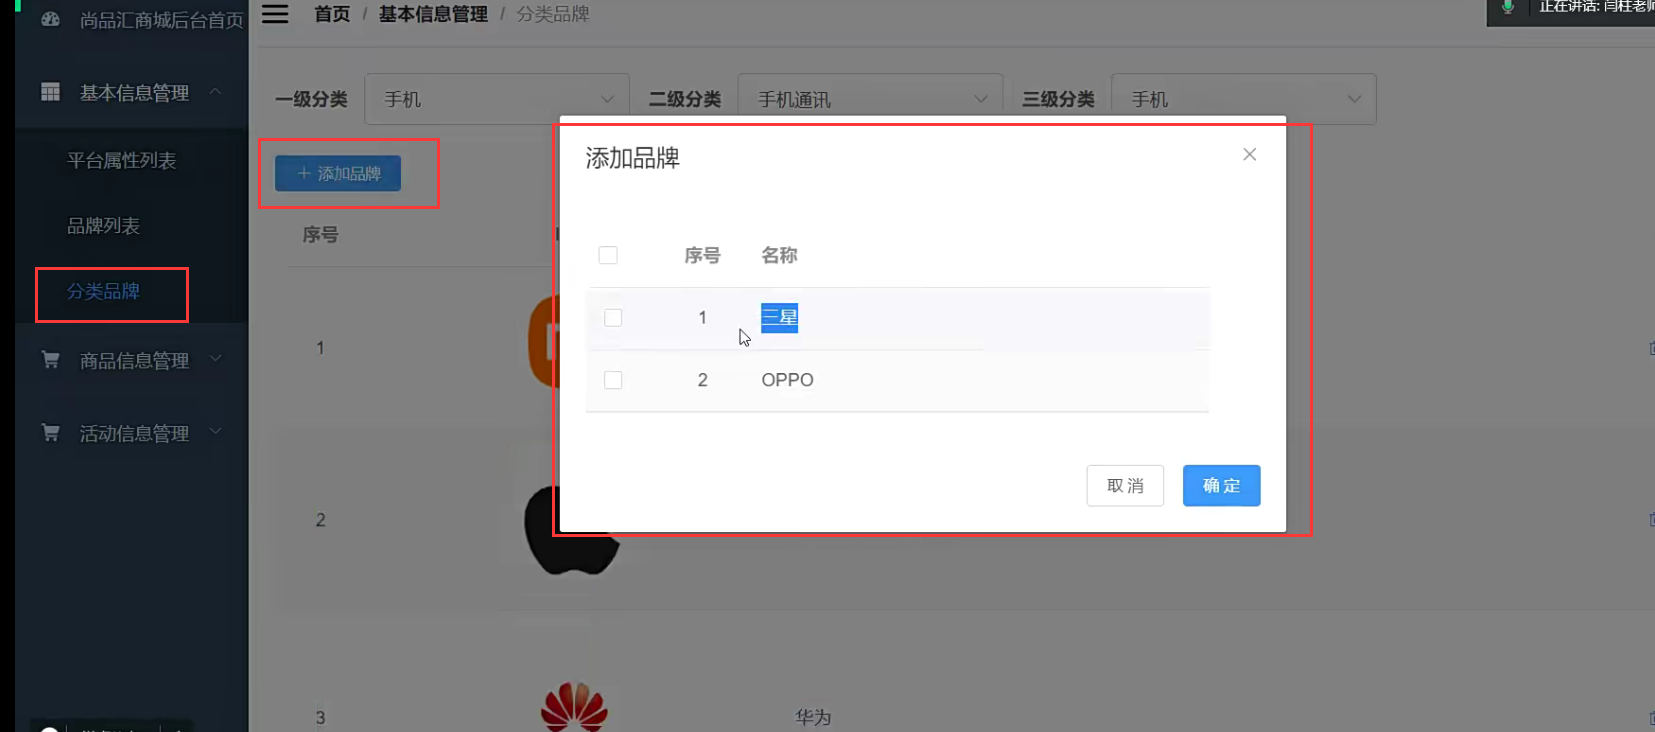 尚品汇商城后台首页
首页 / 基本信息管理 / 分类品牌
正在讲话: 闫柱老师
基本信息管理
一级分类 手机 二级分类 手机通讯 三级分类 手机
平台属性列表
+ 添加品牌
品牌列表
序号
分类品牌
商品信息管理
活动信息管理
添加品牌
序号 名称
1 三星
2 OPPO
取 消 确 定
1
2
3 华为